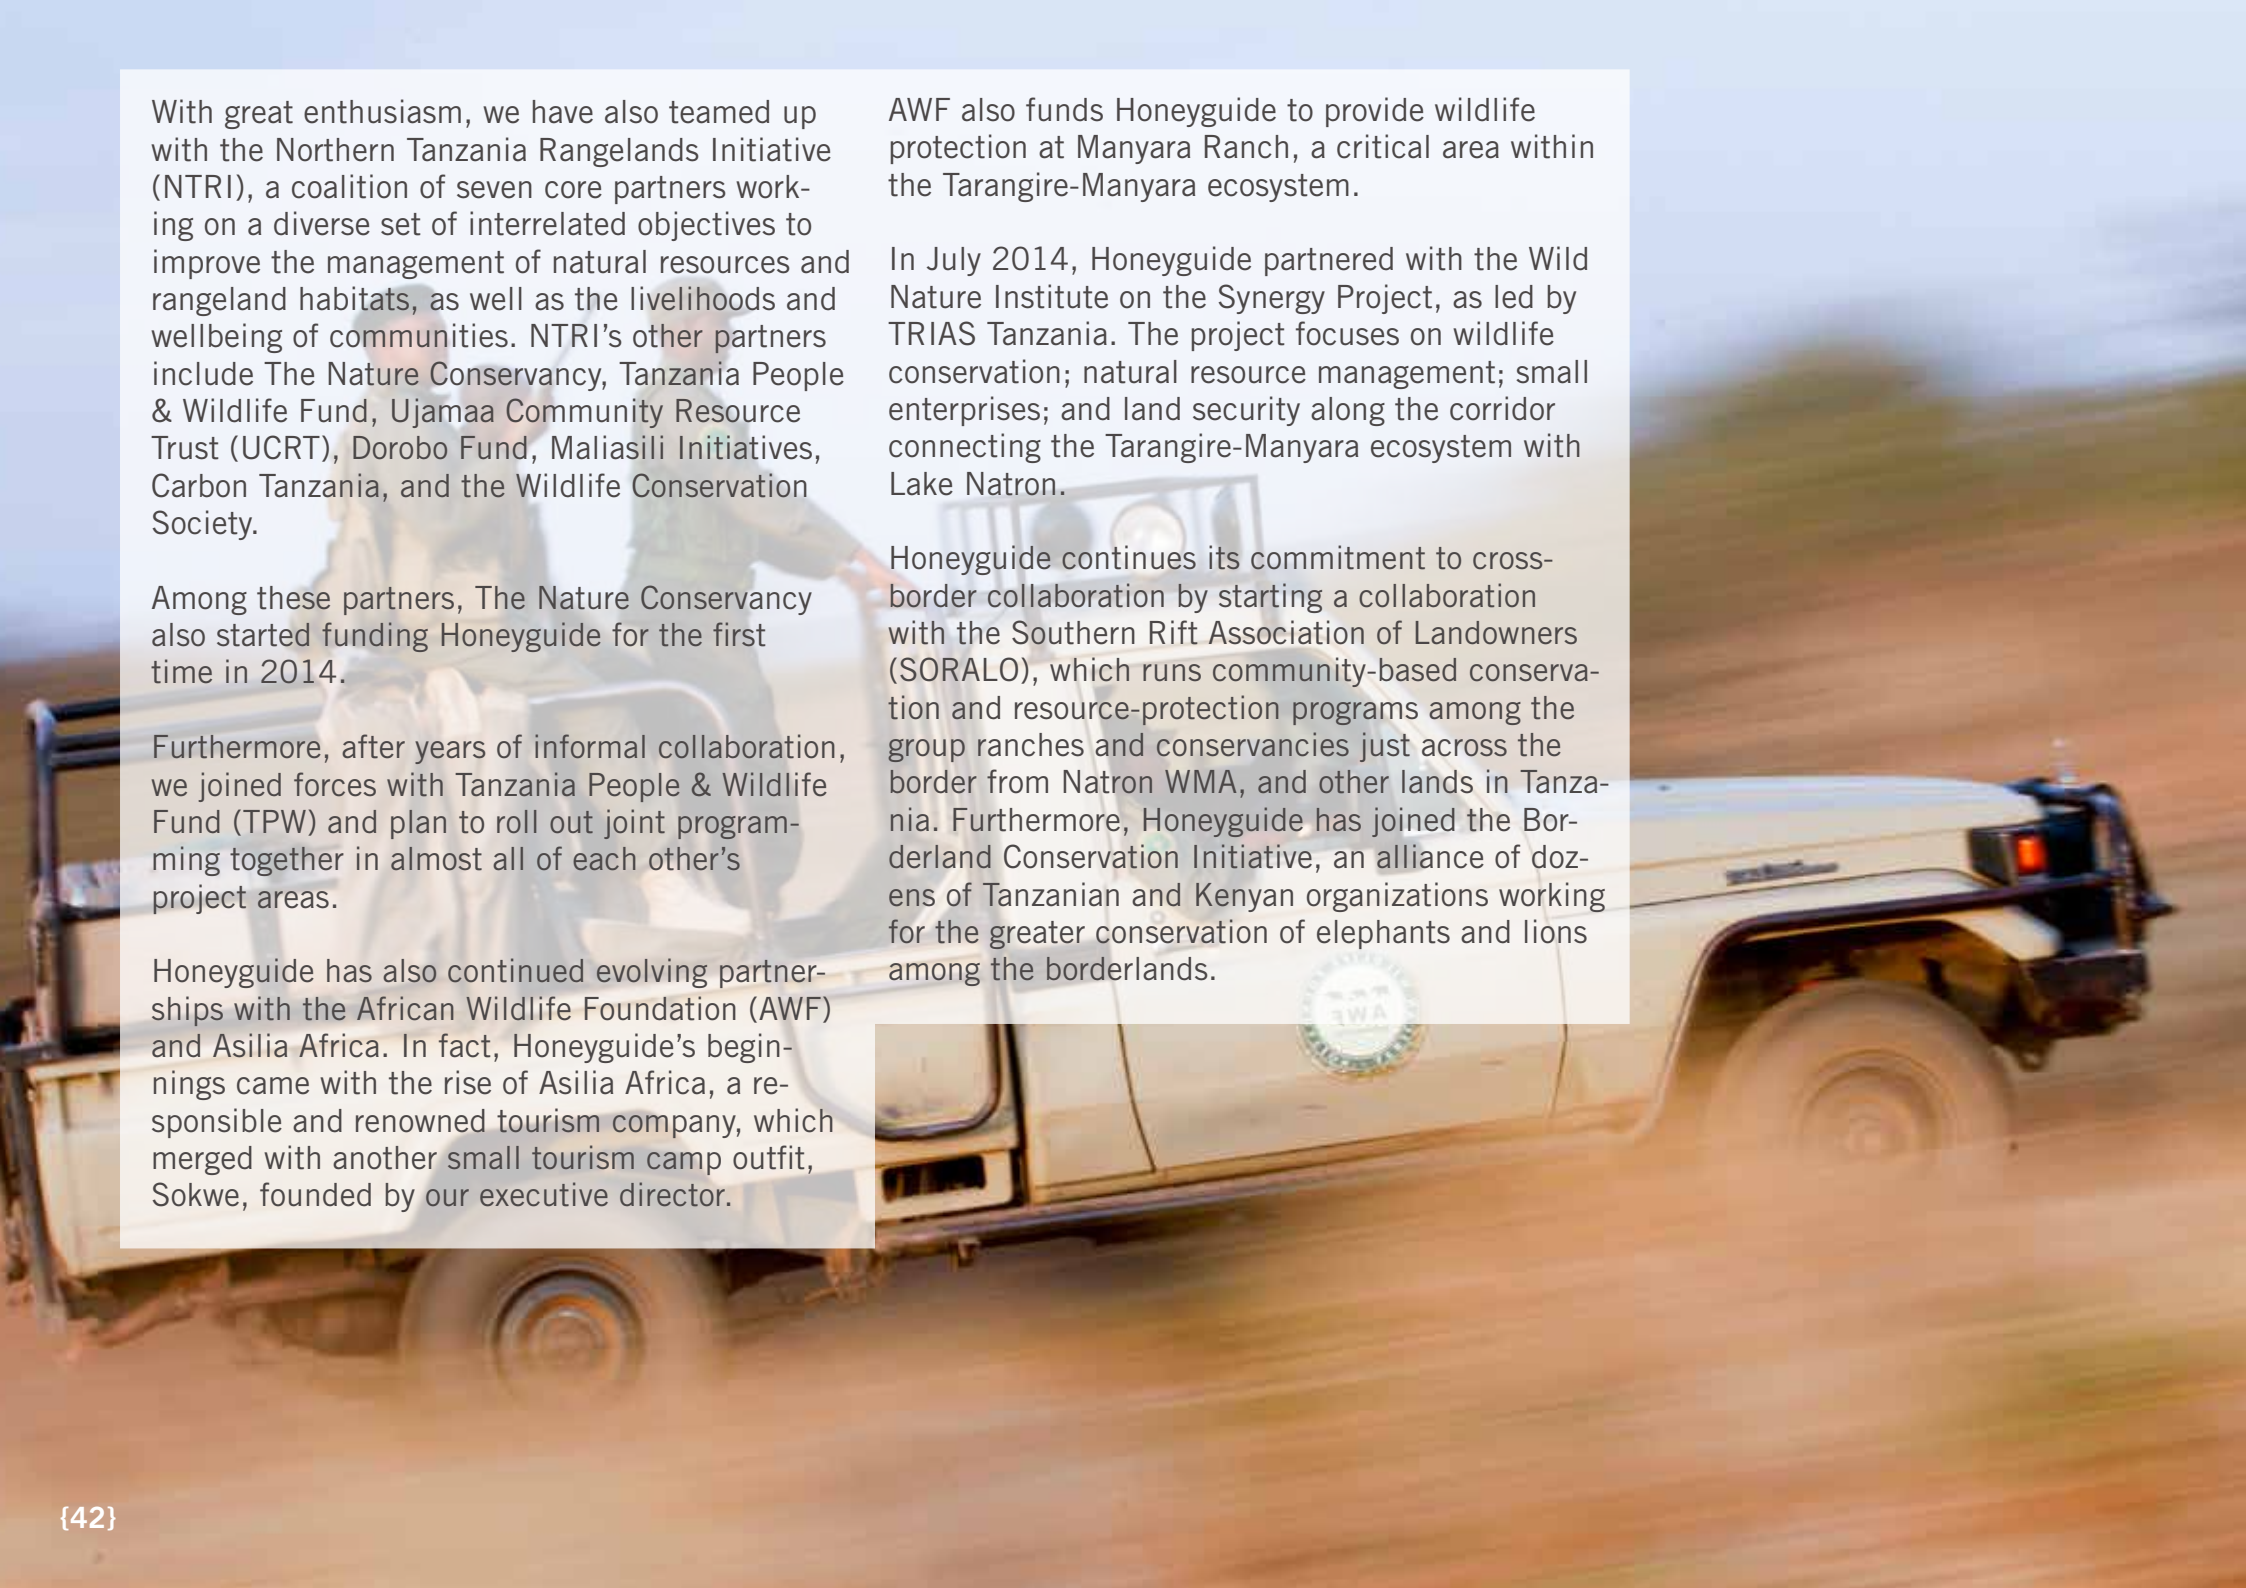 With great enthusiasm, we have also teamed up
with the Northern Tanzania Rangelands Initiative
(NTRI), a coalition of seven core partners work-
ing on a diverse set of interrelated objectives to
improve the management of natural resources and
rangeland habitats, as well as the livelihoods and
wellbeing of communities. NTRI’s other partners
include The Nature Conservancy, Tanzania People
& Wildlife Fund, Ujamaa Community Resource
Trust (UCRT), Dorobo Fund, Maliasili Initiatives,
Carbon Tanzania, and the Wildlife Conservation
Society.
Among these partners, The Nature Conservancy
also started funding Honeyguide for the first
time in 2014.
Furthermore, after years of informal collaboration,
we joined forces with Tanzania People & Wildlife
Fund (TPW) and plan to roll out joint program-
ming together in almost all of each other’s
project areas.
Honeyguide has also continued evolving partner-
ships with the African Wildlife Foundation (AWF)
and Asilia Africa. In fact, Honeyguide’s begin-
nings came with the rise of Asilia Africa, a re-
sponsible and renowned tourism company, which
merged with another small tourism camp outfit,
Sokwe, founded by our executive director.
AWF also funds Honeyguide to provide wildlife
protection at Manyara Ranch, a critical area within
the Tarangire-Manyara ecosystem.
In July 2014, Honeyguide partnered with the Wild
Nature Institute on the Synergy Project, as led by
TRIAS Tanzania. The project focuses on wildlife
conservation; natural resource management; small
enterprises; and land security along the corridor
connecting the Tarangire-Manyara ecosystem with
Lake Natron.
Honeyguide continues its commitment to cross-
border collaboration by starting a collaboration
with the Southern Rift Association of Landowners
(SORALO), which runs community-based conserva-
tion and resource-protection programs among the
group ranches and conservancies just across the
border from Natron WMA, and other lands in Tanza-
nia. Furthermore, Honeyguide has joined the Bor-
derland Conservation Initiative, an alliance of doz-
ens of Tanzanian and Kenyan organizations working
for the greater conservation of elephants and lions
among the borderlands.
{42}